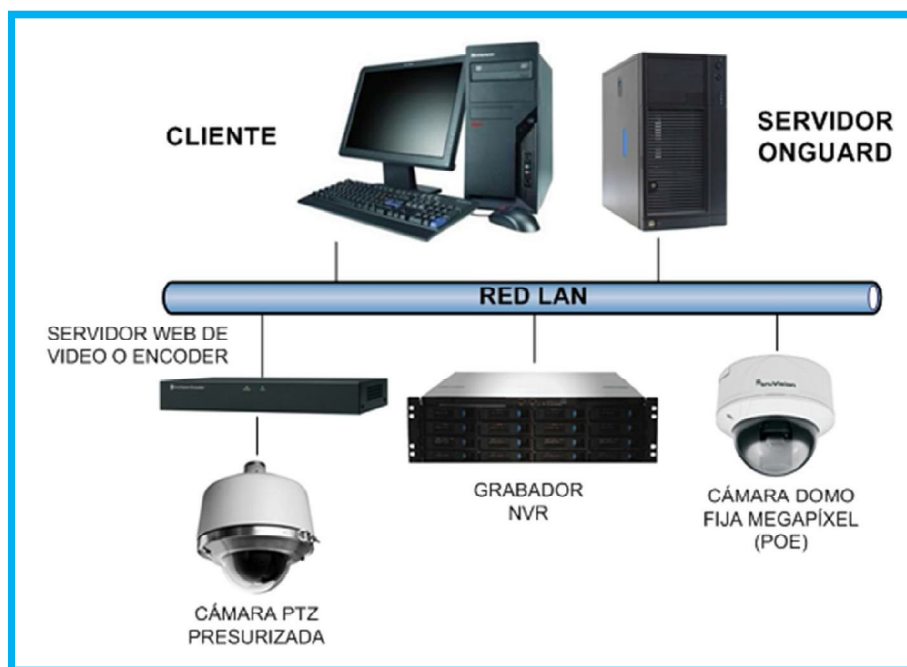 CLIENTE
SERVIDOR
ONGUARD
RED LAN
SERVIDOR WEB DE
VIDEO O ENCODER
GRABADOR
NVR
CÁMARA DOMO
FIJA MEGAPÍXEL
(POE)
CÁMARA PTZ
PRESURIZADA